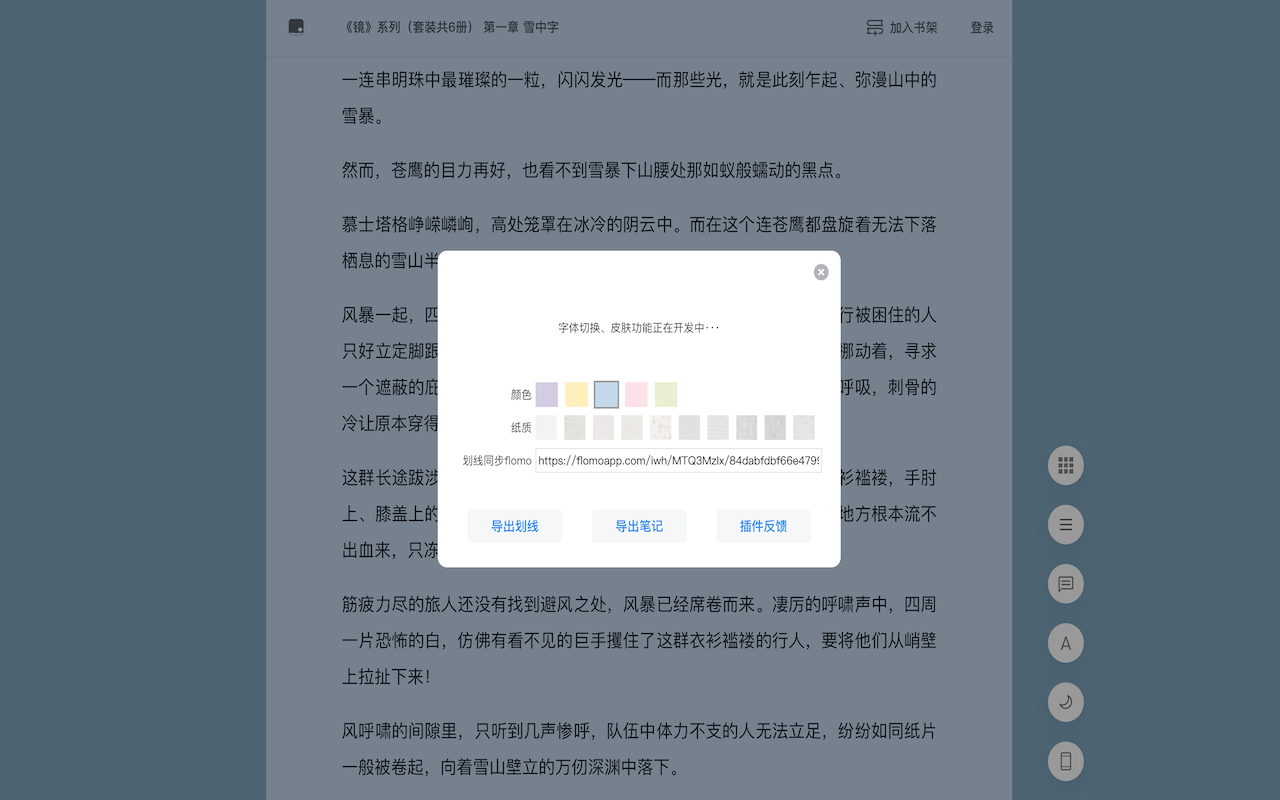 《镜》系列（套装共6册） 第一章 雪中字
加入书架
登录
一连串明珠中最璀璨的一粒，闪闪发光——而那些光，就是此刻乍起、弥漫山中的
雪暴。
然而，苍鹰的目力再好，也看不到雪暴下山腰处那如蚁般蠕动的黑点。
慕士塔格峥嵘嶙峋，高处笼罩在冰冷的阴云中。而在这个连苍鹰都盘旋着无法下落
栖息的雪山半
风暴一起，四
行被困住的人
只好立定脚跟
挪动着，寻求
一个遮蔽的庇
呼吸，刺骨的
冷让原本穿得
这群长途跋涉
衫褴褛，手肘
上、膝盖上的
地方根本流不
出血来，只冻
字体切换、皮肤功能正在开发中···
颜色
纸质
划线同步flomo
https://flomoapp.com/iwh/MTQ3Mzlx/84dabfdbf66e4799
导出划线
导出笔记
插件反馈
筋疲力尽的旅人还没有找到避风之处，风暴已经席卷而来。凄厉的呼啸声中，四周
一片恐怖的白，仿佛有看不见的巨手攫住了这群衣衫褴褛的行人，要将他们从峭壁
上拉扯下来！
风呼啸的间隙里，只听到几声惨呼，队伍中体力不支的人无法立足，纷纷如同纸片
一般被卷起，向着雪山壁立的万仞深渊中落下。
A